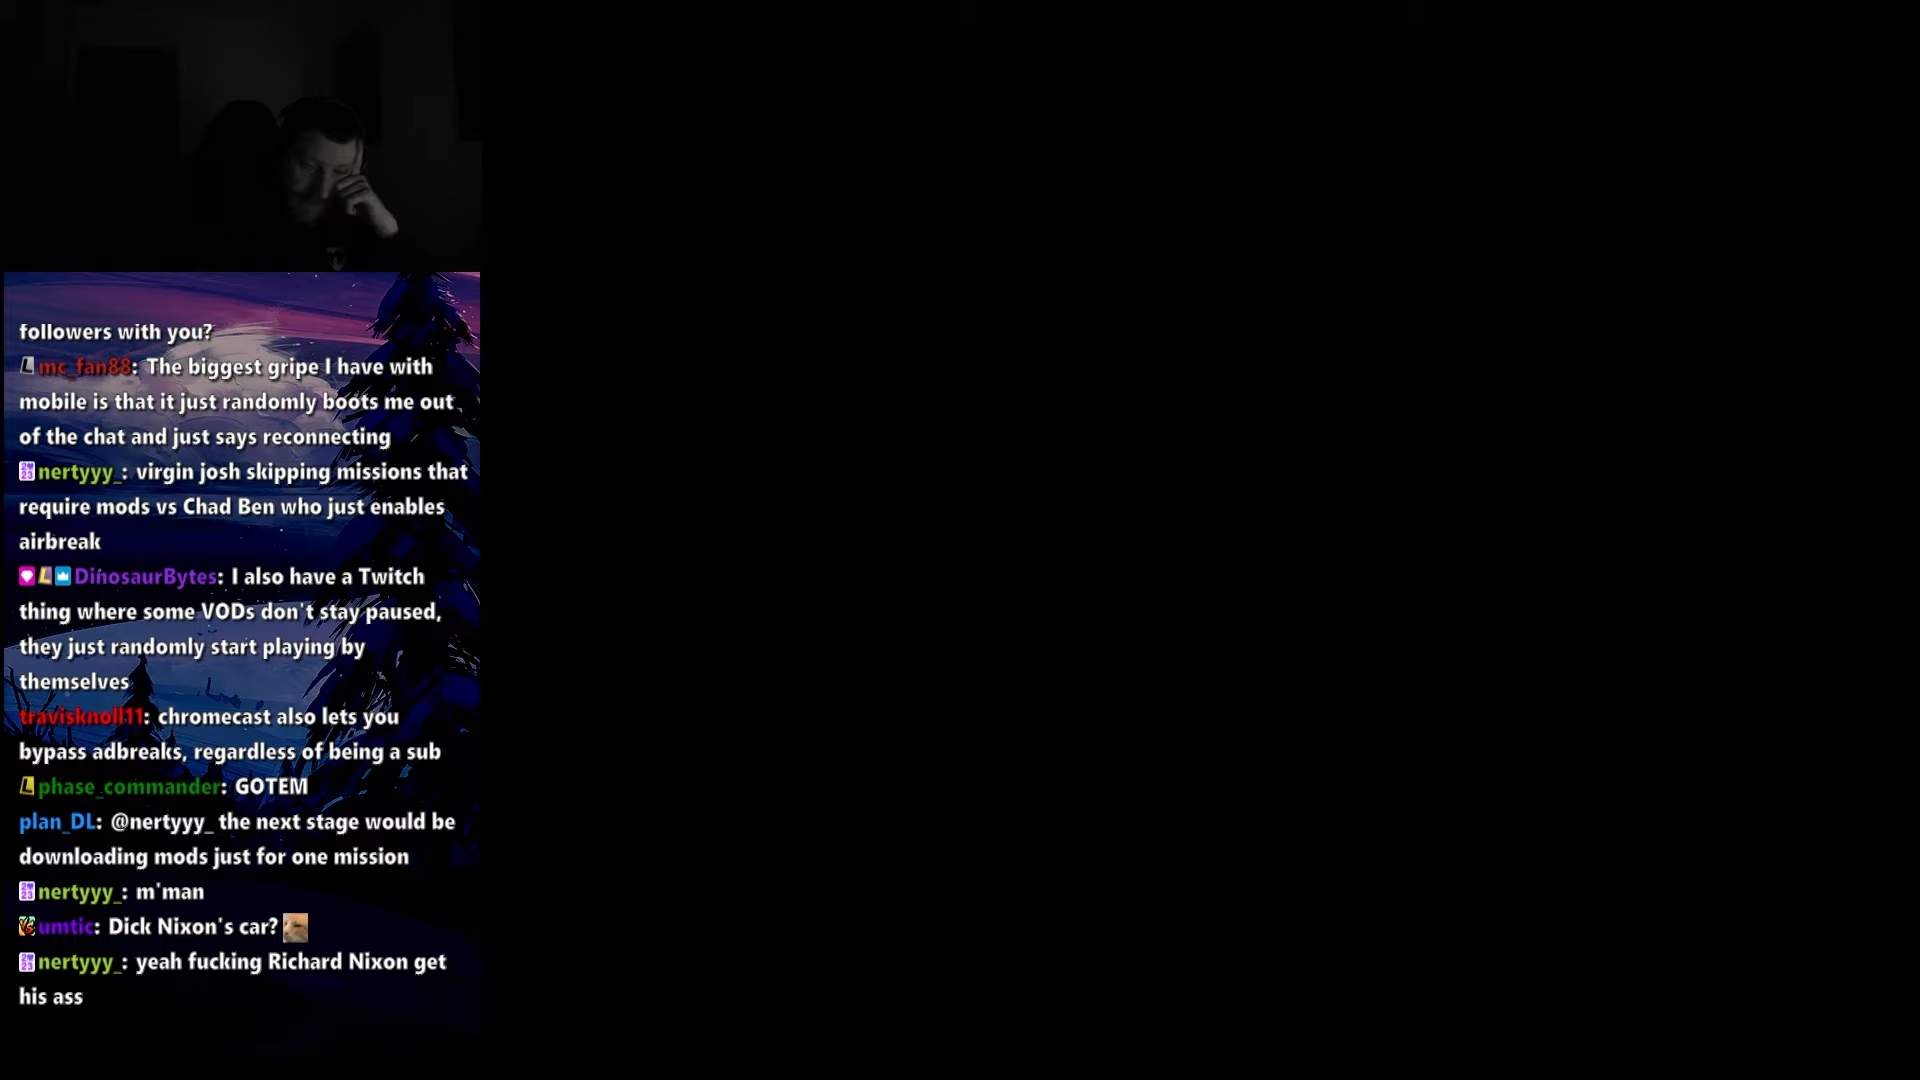 followers with you?
mc_fan88: The biggest gripe I have with
mobile is that it just randomly boots me out
of the chat and just says reconnecting
nertyyy_: virgin josh skipping missions that
require mods vs Chad Ben who just enables
airbreak
DinosaurBytes: I also have a Twitch
thing where some VODs don't stay paused,
they just randomly start playing by
themselves
travisknoll11: chromecast also lets you
bypass adbreaks, regardless of being a sub
phase_commander: GOTEM
plan_DL: @nertyyy_ the next stage would be
downloading mods just for one mission
nertyyy_: m'man
umtic: Dick Nixon's car?
nertyyy_: yeah fucking Richard Nixon get
his ass